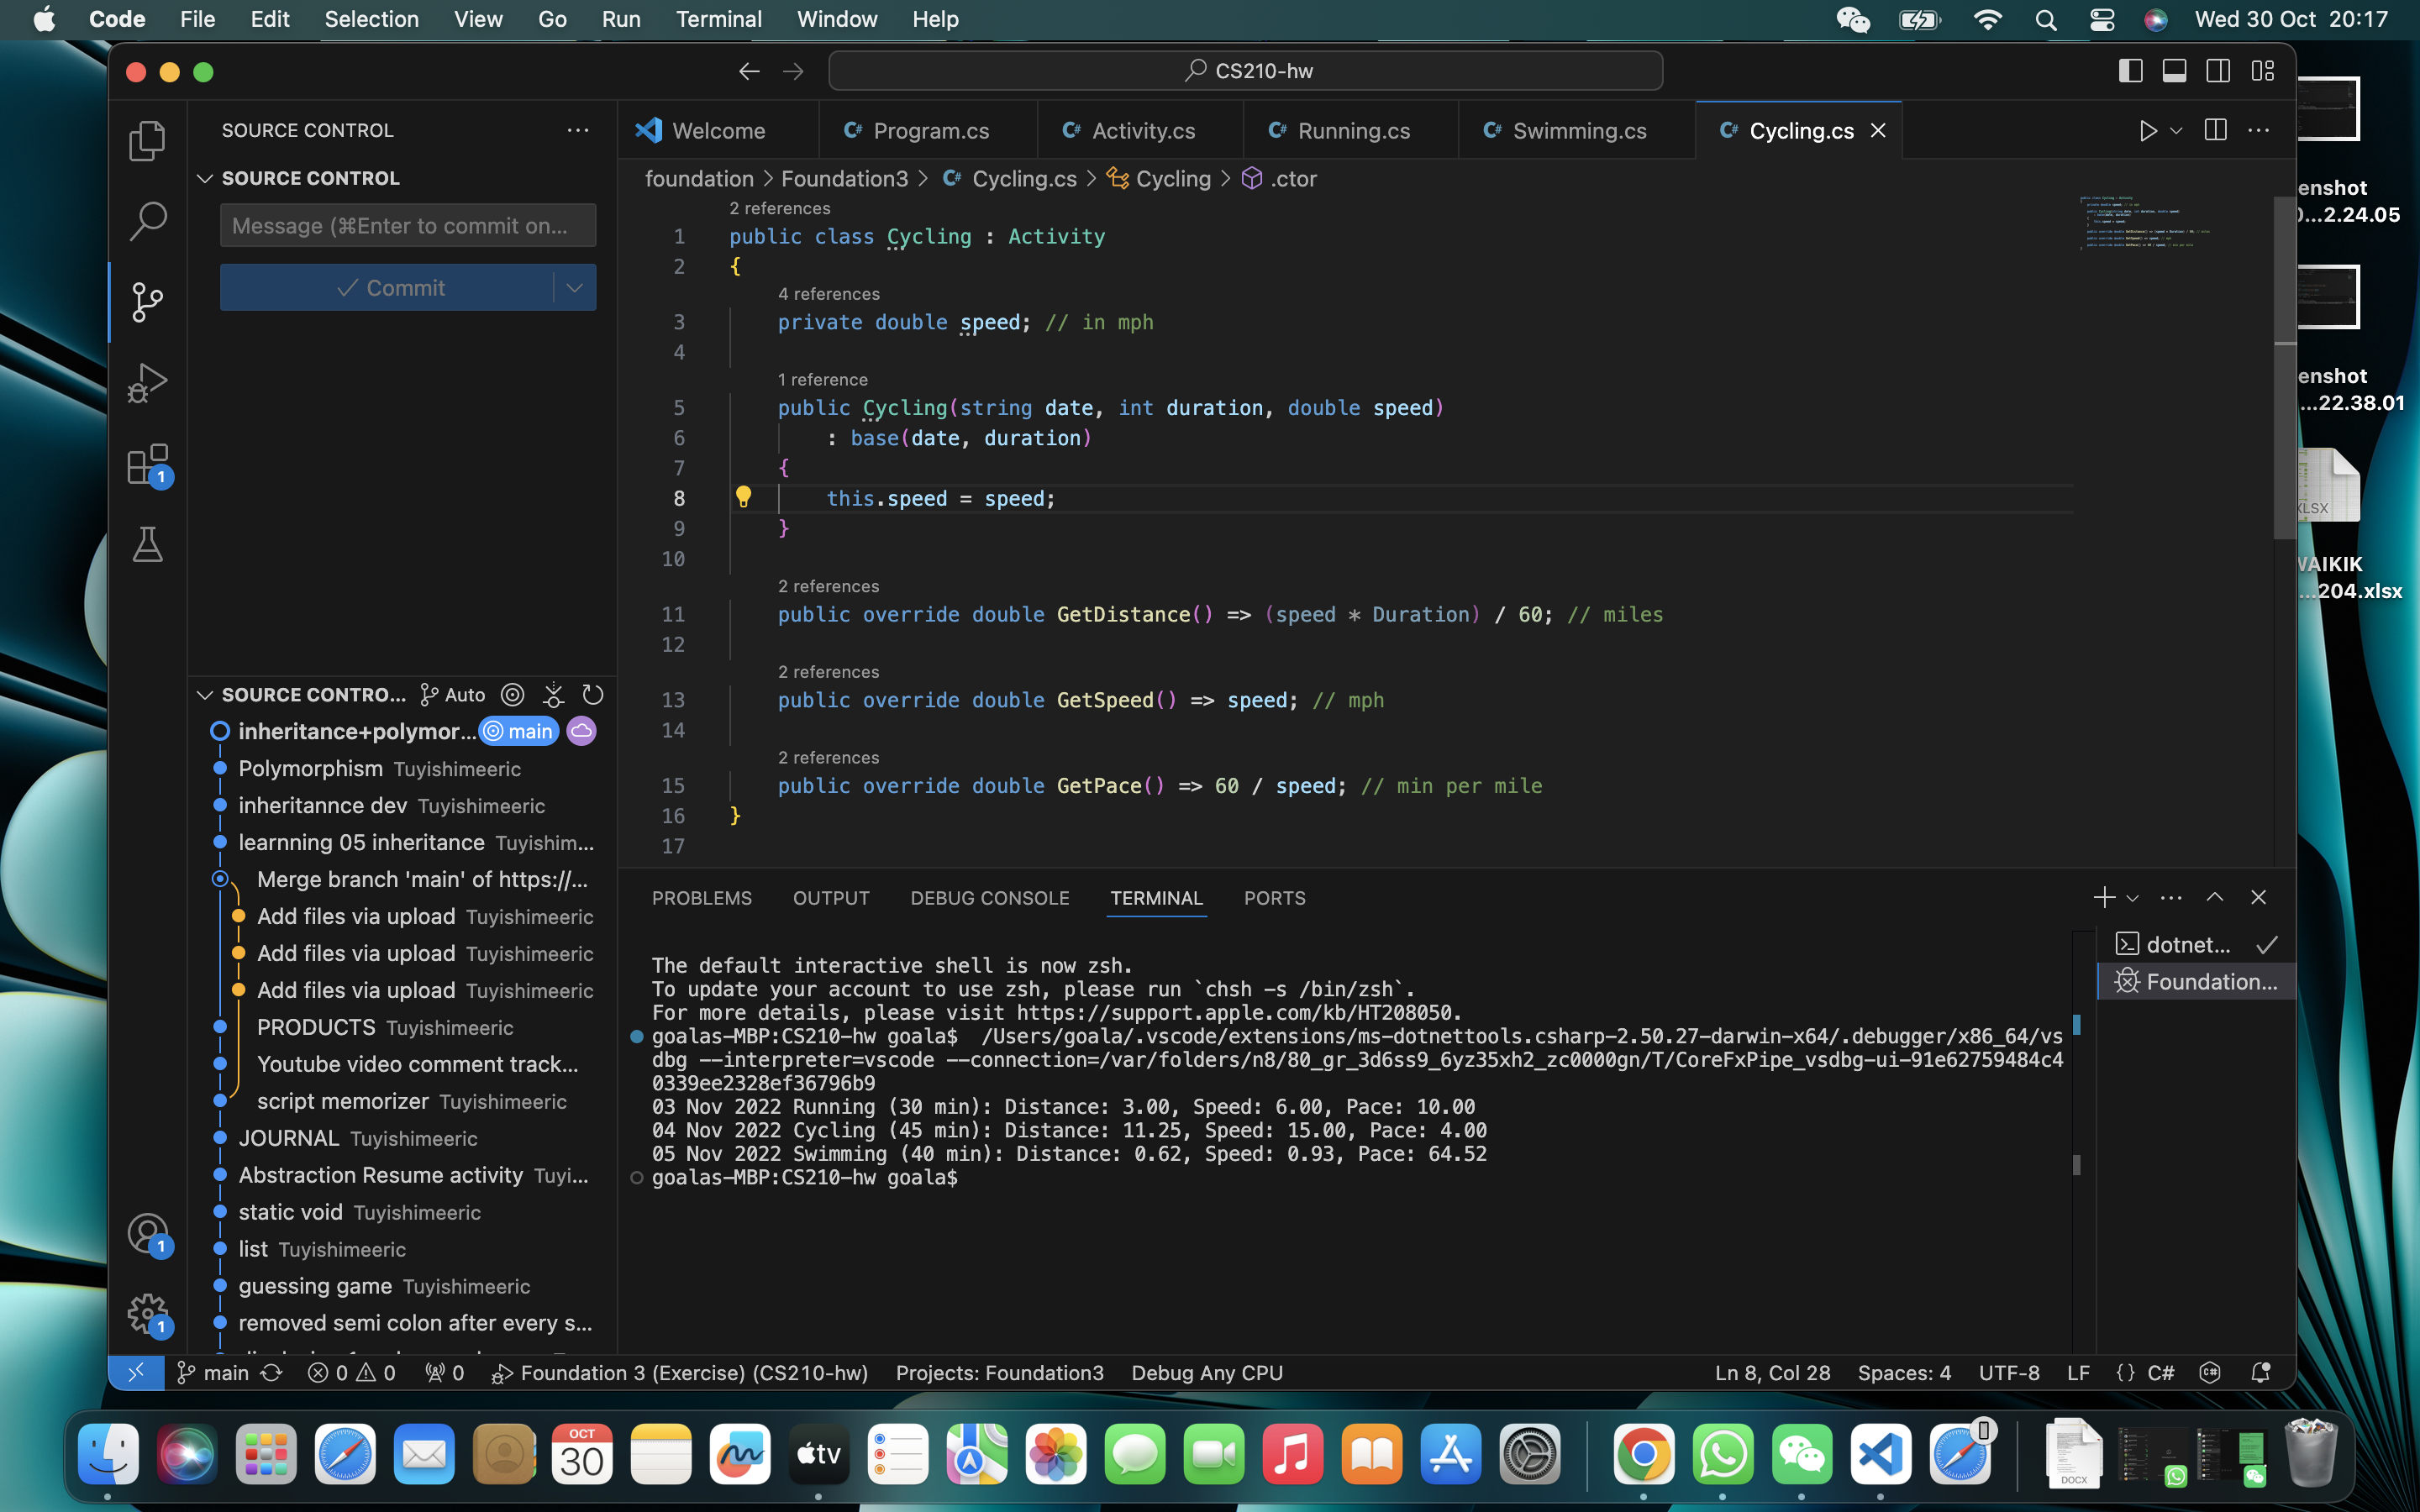 Code File Edit Selection View Go Run Terminal Window Help Wed 30 Oct 20:17
CS210-hw
SOURCE CONTROL
SOURCE CONTROL
Message (⌘Enter to commit on...
Commit
1
SOURCE CONTRO... Auto
inheritance+polymor... main
Polymorphism Tuyishimeeric
inheritannce dev Tuyishimeeric
learnning 05 inheritance Tuyishim...
Merge branch 'main' of https://...
Add files via upload Tuyishimeeric
Add files via upload Tuyishimeeric
Add files via upload Tuyishimeeric
PRODUCTS Tuyishimeeric
Youtube video comment track...
script memorizer Tuyishimeeric
JOURNAL Tuyishimeeric
Abstraction Resume activity Tuyi...
static void Tuyishimeeric
list Tuyishimeeric
guessing game Tuyishimeeric
removed semi colon after every s...
1
1
Welcome C# Program.cs C# Activity.cs C# Running.cs C# Swimming.cs C# Cycling.cs
foundation > Foundation3 > C# Cycling.cs > Cycling > .ctor
2 references
1 public class Cycling : Activity
2 {
4 references
3 private double speed; // in mph
4
1 reference
5 public Cycling(string date, int duration, double speed)
6 : base(date, duration)
7 {
8 this.speed = speed;
9 }
10
2 references
11 public override double GetDistance() => (speed * Duration) / 60; // miles
12
2 references
13 public override double GetSpeed() => speed; // mph
14
2 references
15 public override double GetPace() => 60 / speed; // min per mile
16 }
17
PROBLEMS OUTPUT DEBUG CONSOLE TERMINAL PORTS
The default interactive shell is now zsh.
To update your account to use zsh, please run `chsh -s /bin/zsh`.
For more details, please visit https://support.apple.com/kb/HT208050.
goalas-MBP:CS210-hw goala$  /Users/goala/.vscode/extensions/ms-dotnettools.csharp-2.50.27-darwin-x64/.debugger/x86_64/vs
dbg --interpreter=vscode --connection=/var/folders/n8/80_gr_3d6ss9_6yz35xh2_zc0000gn/T/CoreFxPipe_vsdbg-ui-91e62759484c4
0339ee2328ef36796b9
03 Nov 2022 Running (30 min): Distance: 3.00, Speed: 6.00, Pace: 10.00
04 Nov 2022 Cycling (45 min): Distance: 11.25, Speed: 15.00, Pace: 4.00
05 Nov 2022 Swimming (40 min): Distance: 0.62, Speed: 0.93, Pace: 64.52
goalas-MBP:CS210-hw goala$
dotnet...
Foundation...
enshot
...2.24.05
enshot
...22.38.01
XLSX
WAIKIK
...204.xlsx
main 0 0 0 Foundation 3 (Exercise) (CS210-hw) Projects: Foundation3 Debug Any CPU Ln 8, Col 28 Spaces: 4 UTF-8 LF {} C#
OCT
30
tv
DOCX